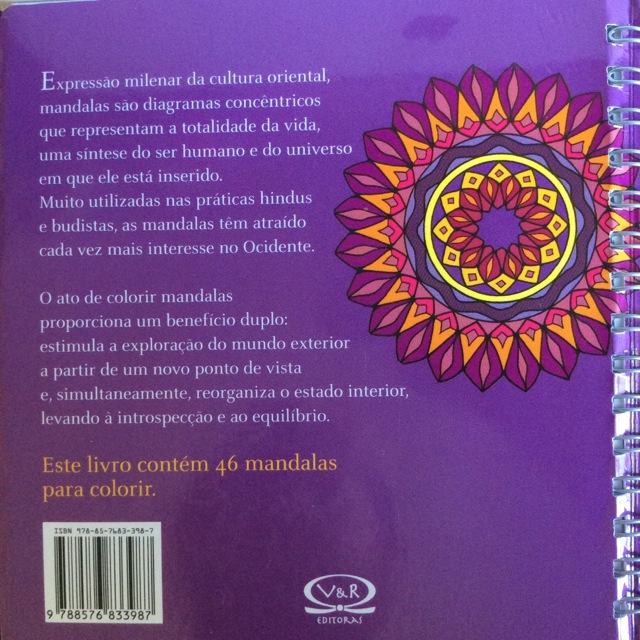 Expressão milenar da cultura oriental,
mandalas são diagramas concêntricos
que representam a totalidade da vida,
uma síntese do ser humano e do universo
em que ele está inserido.
Muito utilizadas nas práticas hindus
e budistas, as mandalas têm atraído
cada vez mais interesse no Ocidente.
O ato de colorir mandalas
proporciona um benefício duplo:
estimula a exploração do mundo exterior
a partir de um novo ponto de vista
e, simultaneamente, reorganiza o estado interior,
levando à introspecção e ao equilíbrio.
Este livro contém 46 mandalas
para colorir.
ISBN 978-85-7683-398-7
9 788576 833987
V&R
EDITORAS